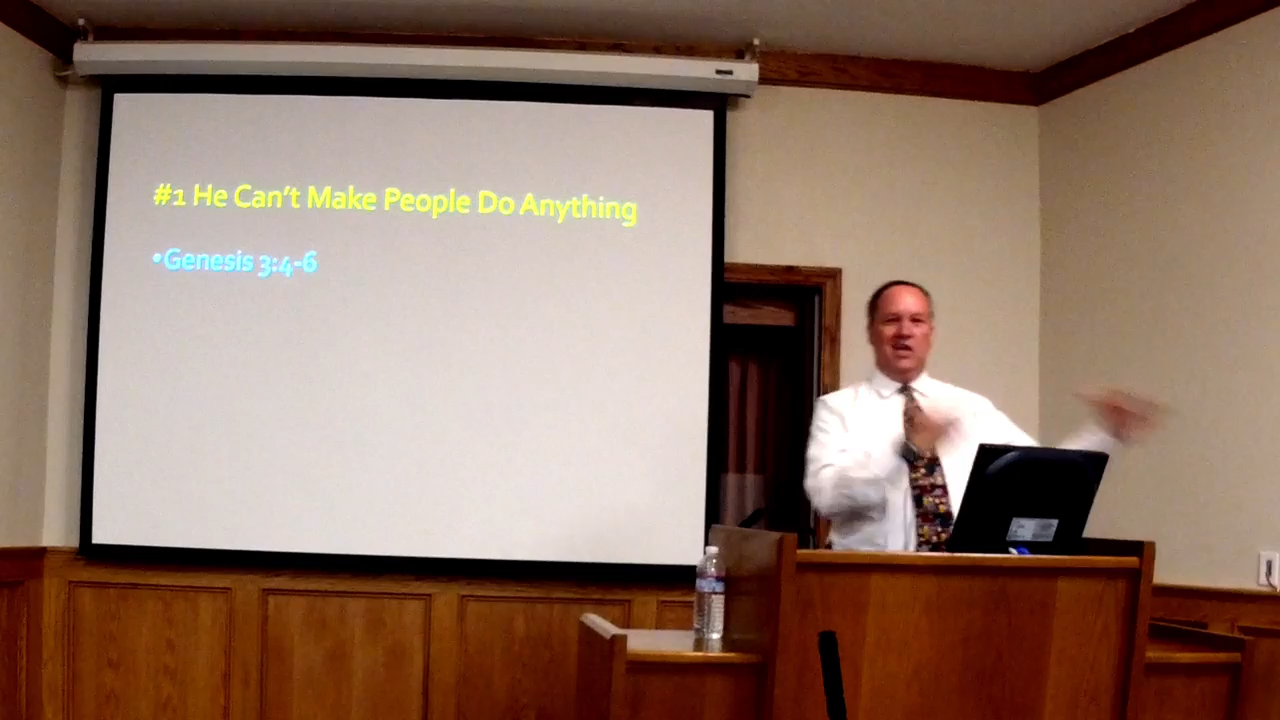 #1 He Can't Make People Do Anything
•Genesis 3:4-6